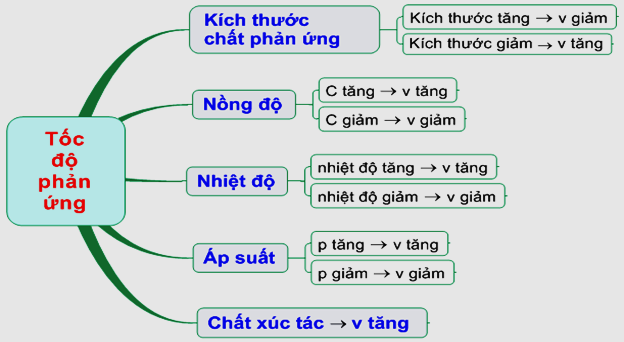 Tốc
độ
phản
ứng
Kích thước
chất phản ứng
Kích thước tăng → v giảm
Kích thước giảm → v tăng
Nồng độ
C tăng → v tăng
C giảm → v giảm
Nhiệt độ
nhiệt độ tăng → v tăng
nhiệt độ giảm → v giảm
Áp suất
p tăng → v tăng
p giảm → v giảm
Chất xúc tác → v tăng